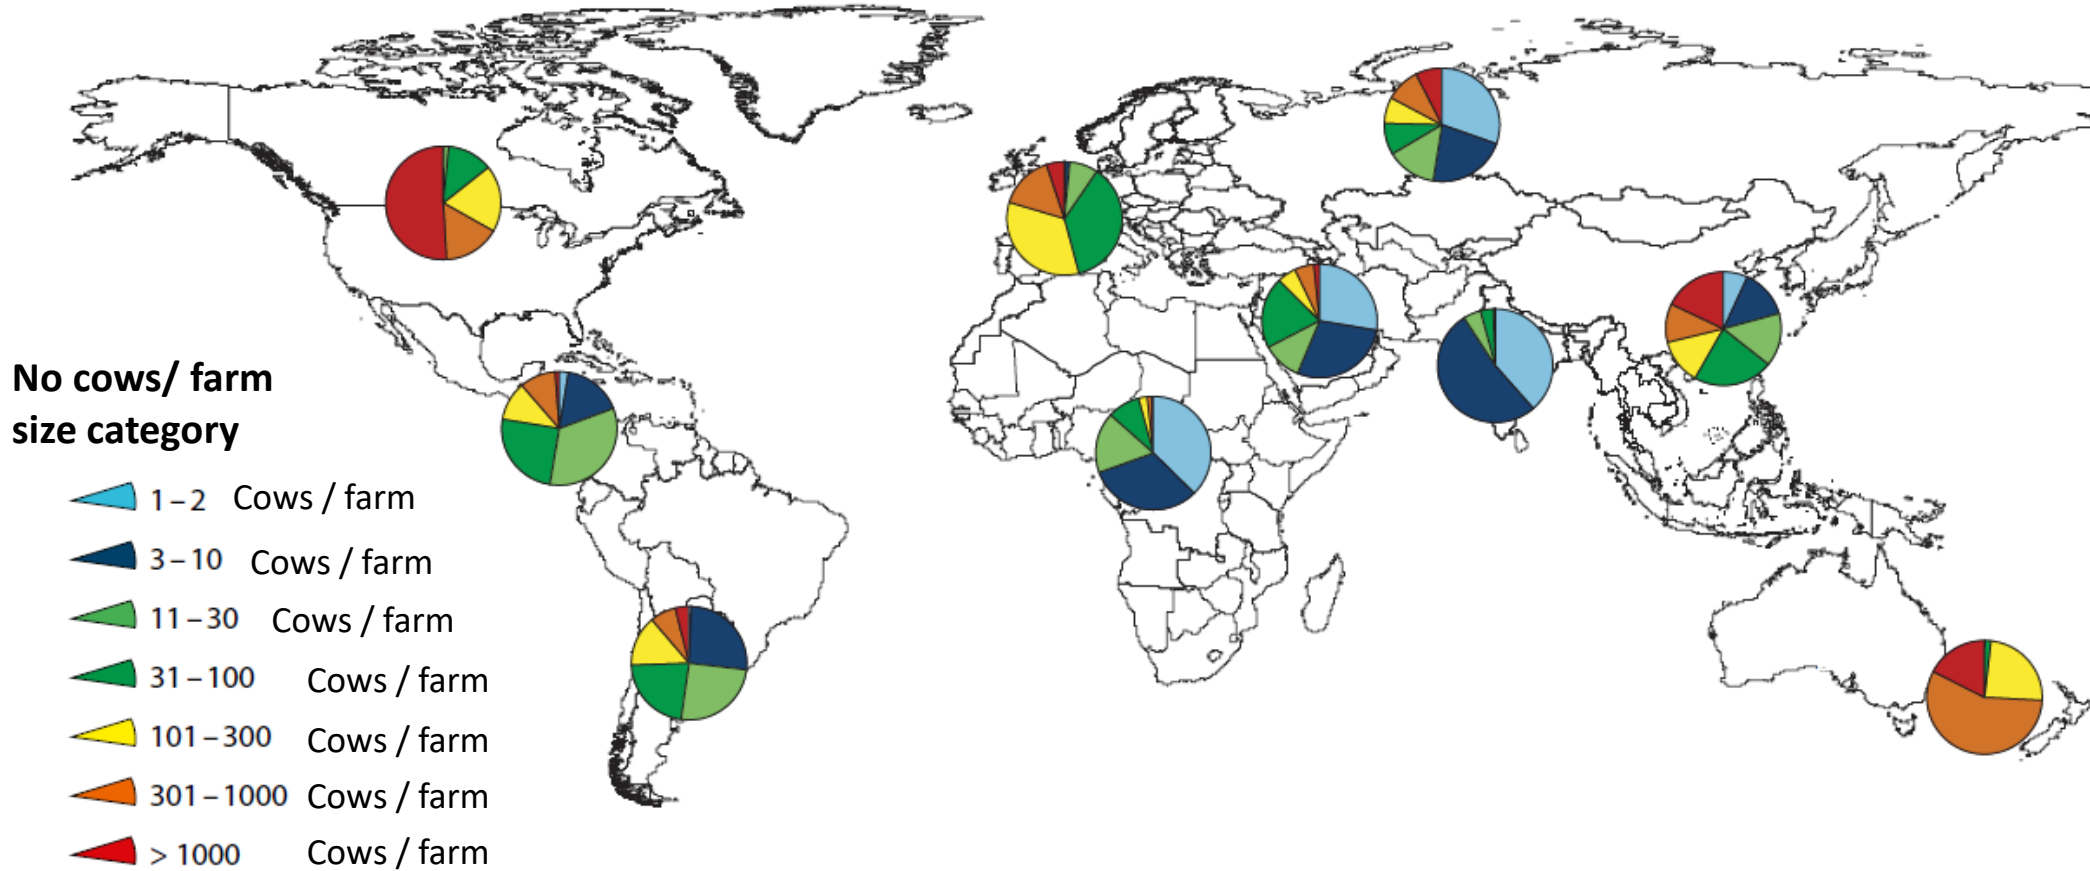 No cows/ farm
size category
1–2 Cows / farm
3–10 Cows / farm
11–30 Cows / farm
31–100 Cows / farm
101–300 Cows / farm
301–1000 Cows / farm
> 1000 Cows / farm